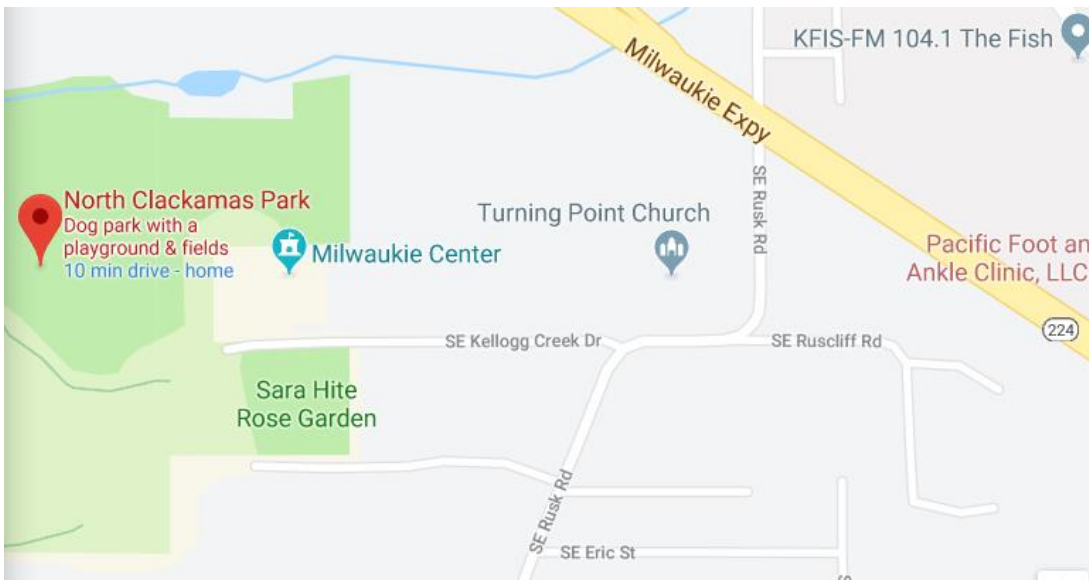 KFIS-FM 104.1 The Fish
Milwaukie Expy
North Clackamas Park
Dog park with a
playground & fields
10 min drive - home
SE Rusk Rd
Turning Point Church
Milwaukie Center
Pacific Foot an
Ankle Clinic, LLC
224
SE Kellogg Creek Dr
SE Ruscliff Rd
Sara Hite
Rose Garden
SE Rusk Rd
SE Eric St